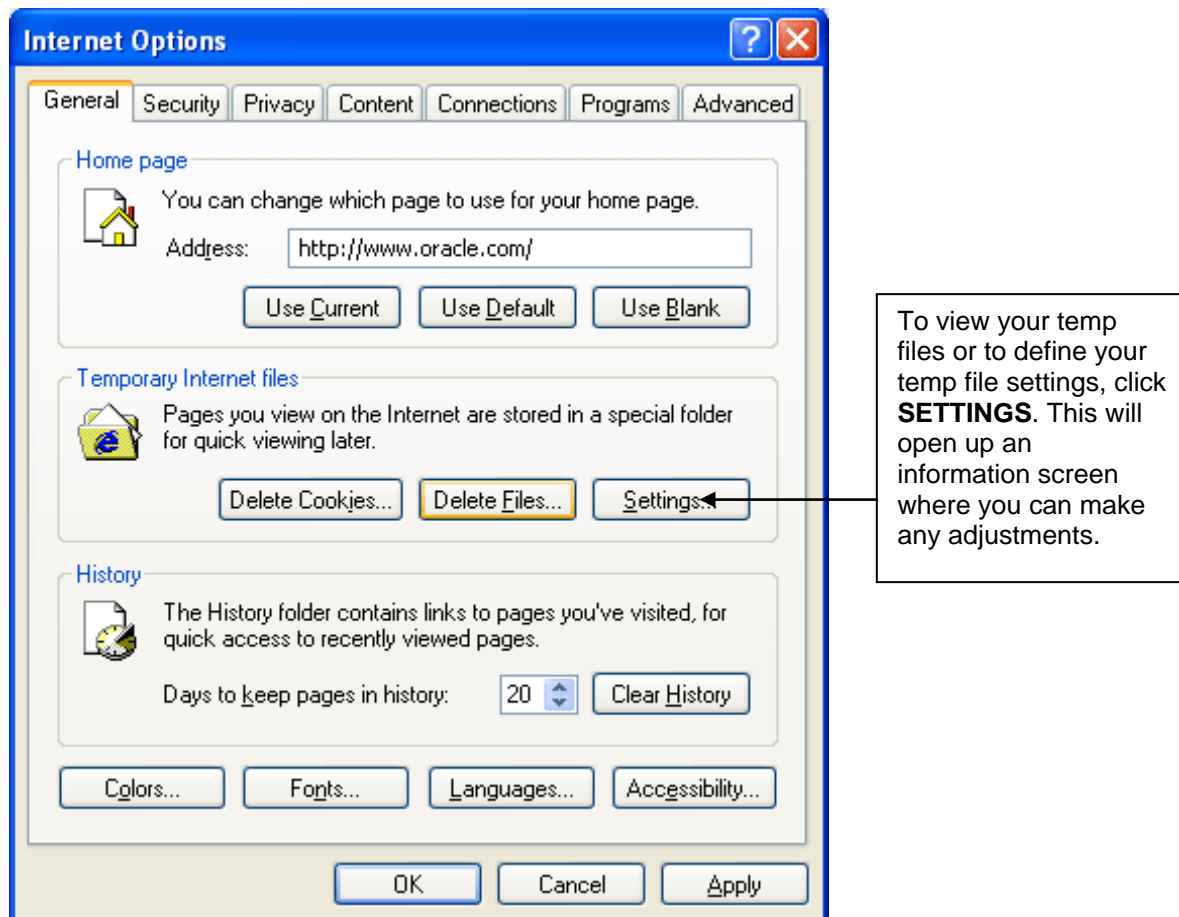 Internet Options
General Security Privacy Content Connections Programs Advanced
Home page
You can change which page to use for your home page.
Address: http://www.oracle.com/
Use Current Use Default Use Blank
Temporary Internet files
Pages you view on the Internet are stored in a special folder
for quick viewing later.
Delete Cookies... Delete Files... Settings...
To view your temp
files or to define your
temp file settings, click
SETTINGS. This will
open up an
information screen
where you can make
any adjustments.
History
The History folder contains links to pages you've visited, for
quick access to recently viewed pages.
Days to keep pages in history: 20 Clear History
Colors... Fonts... Languages... Accessibility...
OK Cancel Apply